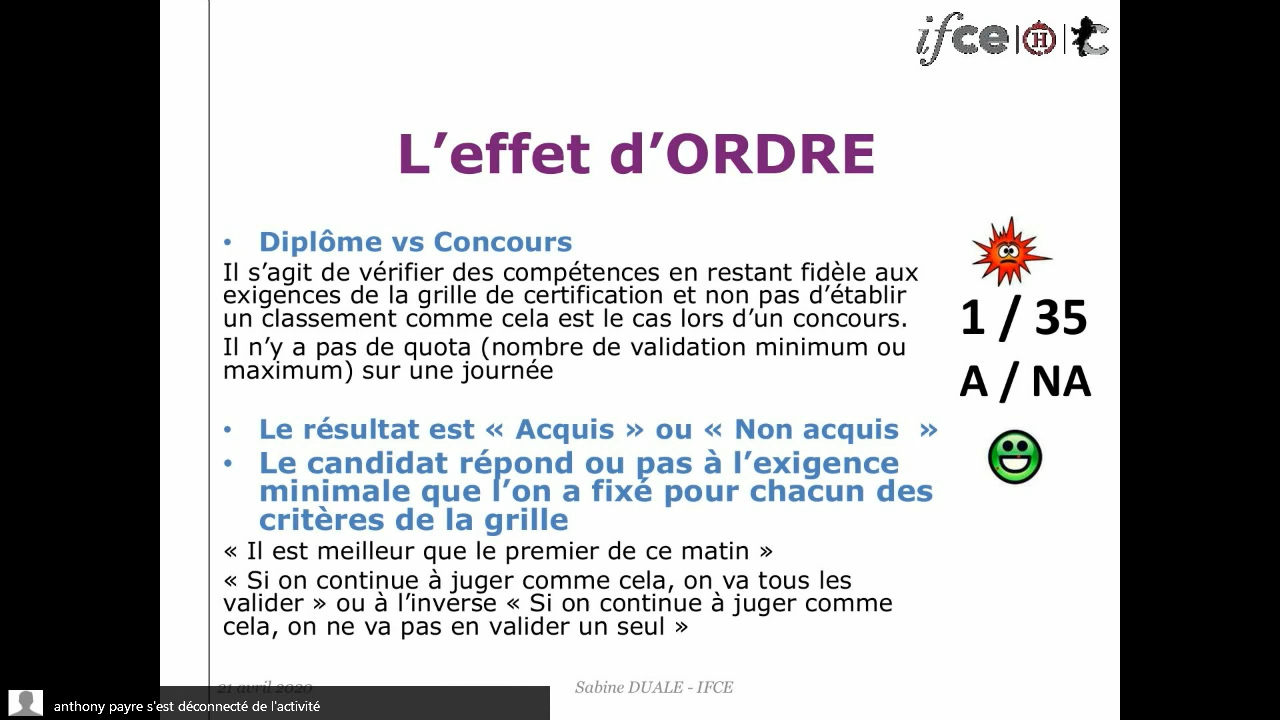 ifce H C
L’effet d’ORDRE
• Diplôme vs Concours
Il s’agit de vérifier des compétences en restant fidèle aux
exigences de la grille de certification et non pas d’établir
un classement comme cela est le cas lors d’un concours.
Il n’y a pas de quota (nombre de validation minimum ou
maximum) sur une journée
1 / 35
A / NA
• Le résultat est « Acquis » ou « Non acquis »
• Le candidat répond ou pas à l’exigence
minimale que l’on a fixé pour chacun des
critères de la grille
« Il est meilleur que le premier de ce matin »
« Si on continue à juger comme cela, on va tous les
valider » ou à l’inverse « Si on continue à juger comme
cela, on ne va pas en valider un seul »
21 avril 2020
Sabine DUALE - IFCE
anthony payre s'est déconnecté de l'activité